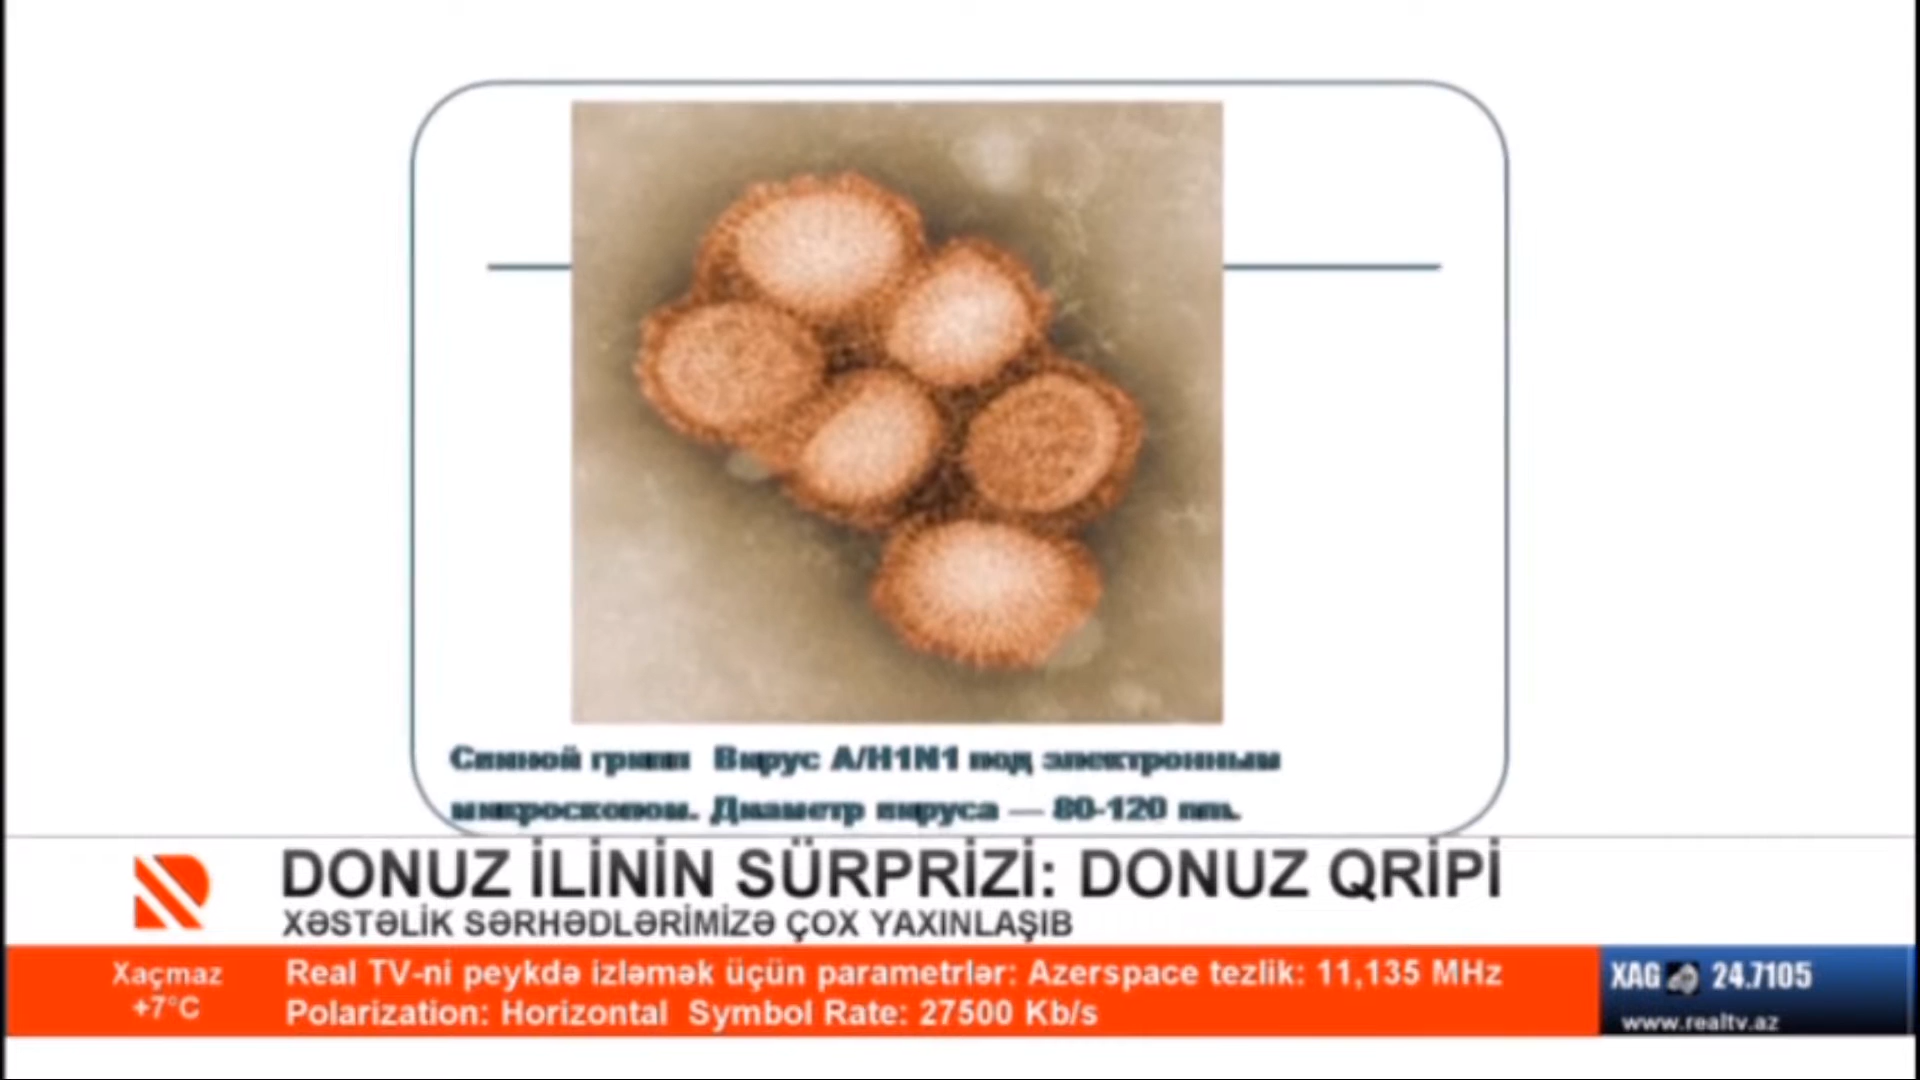 Свиной грипп Вирус A/H1N1 под электронным
микроскопом. Диаметр вируса — 80-120 nm.
DONUZ İLİNİN SÜRPRİZİ: DONUZ QRİPİ
XƏSTƏLİK SƏRHƏDLƏRİMİZƏ ÇOX YAXINLAŞIB
Xaçmaz
+7°C
Real TV-ni peykdə izləmək üçün parametrlər: Azerspace tezlik: 11,135 MHz
Polarization: Horizontal Symbol Rate: 27500 Kb/s
XAG 24.7105
www.realtv.az